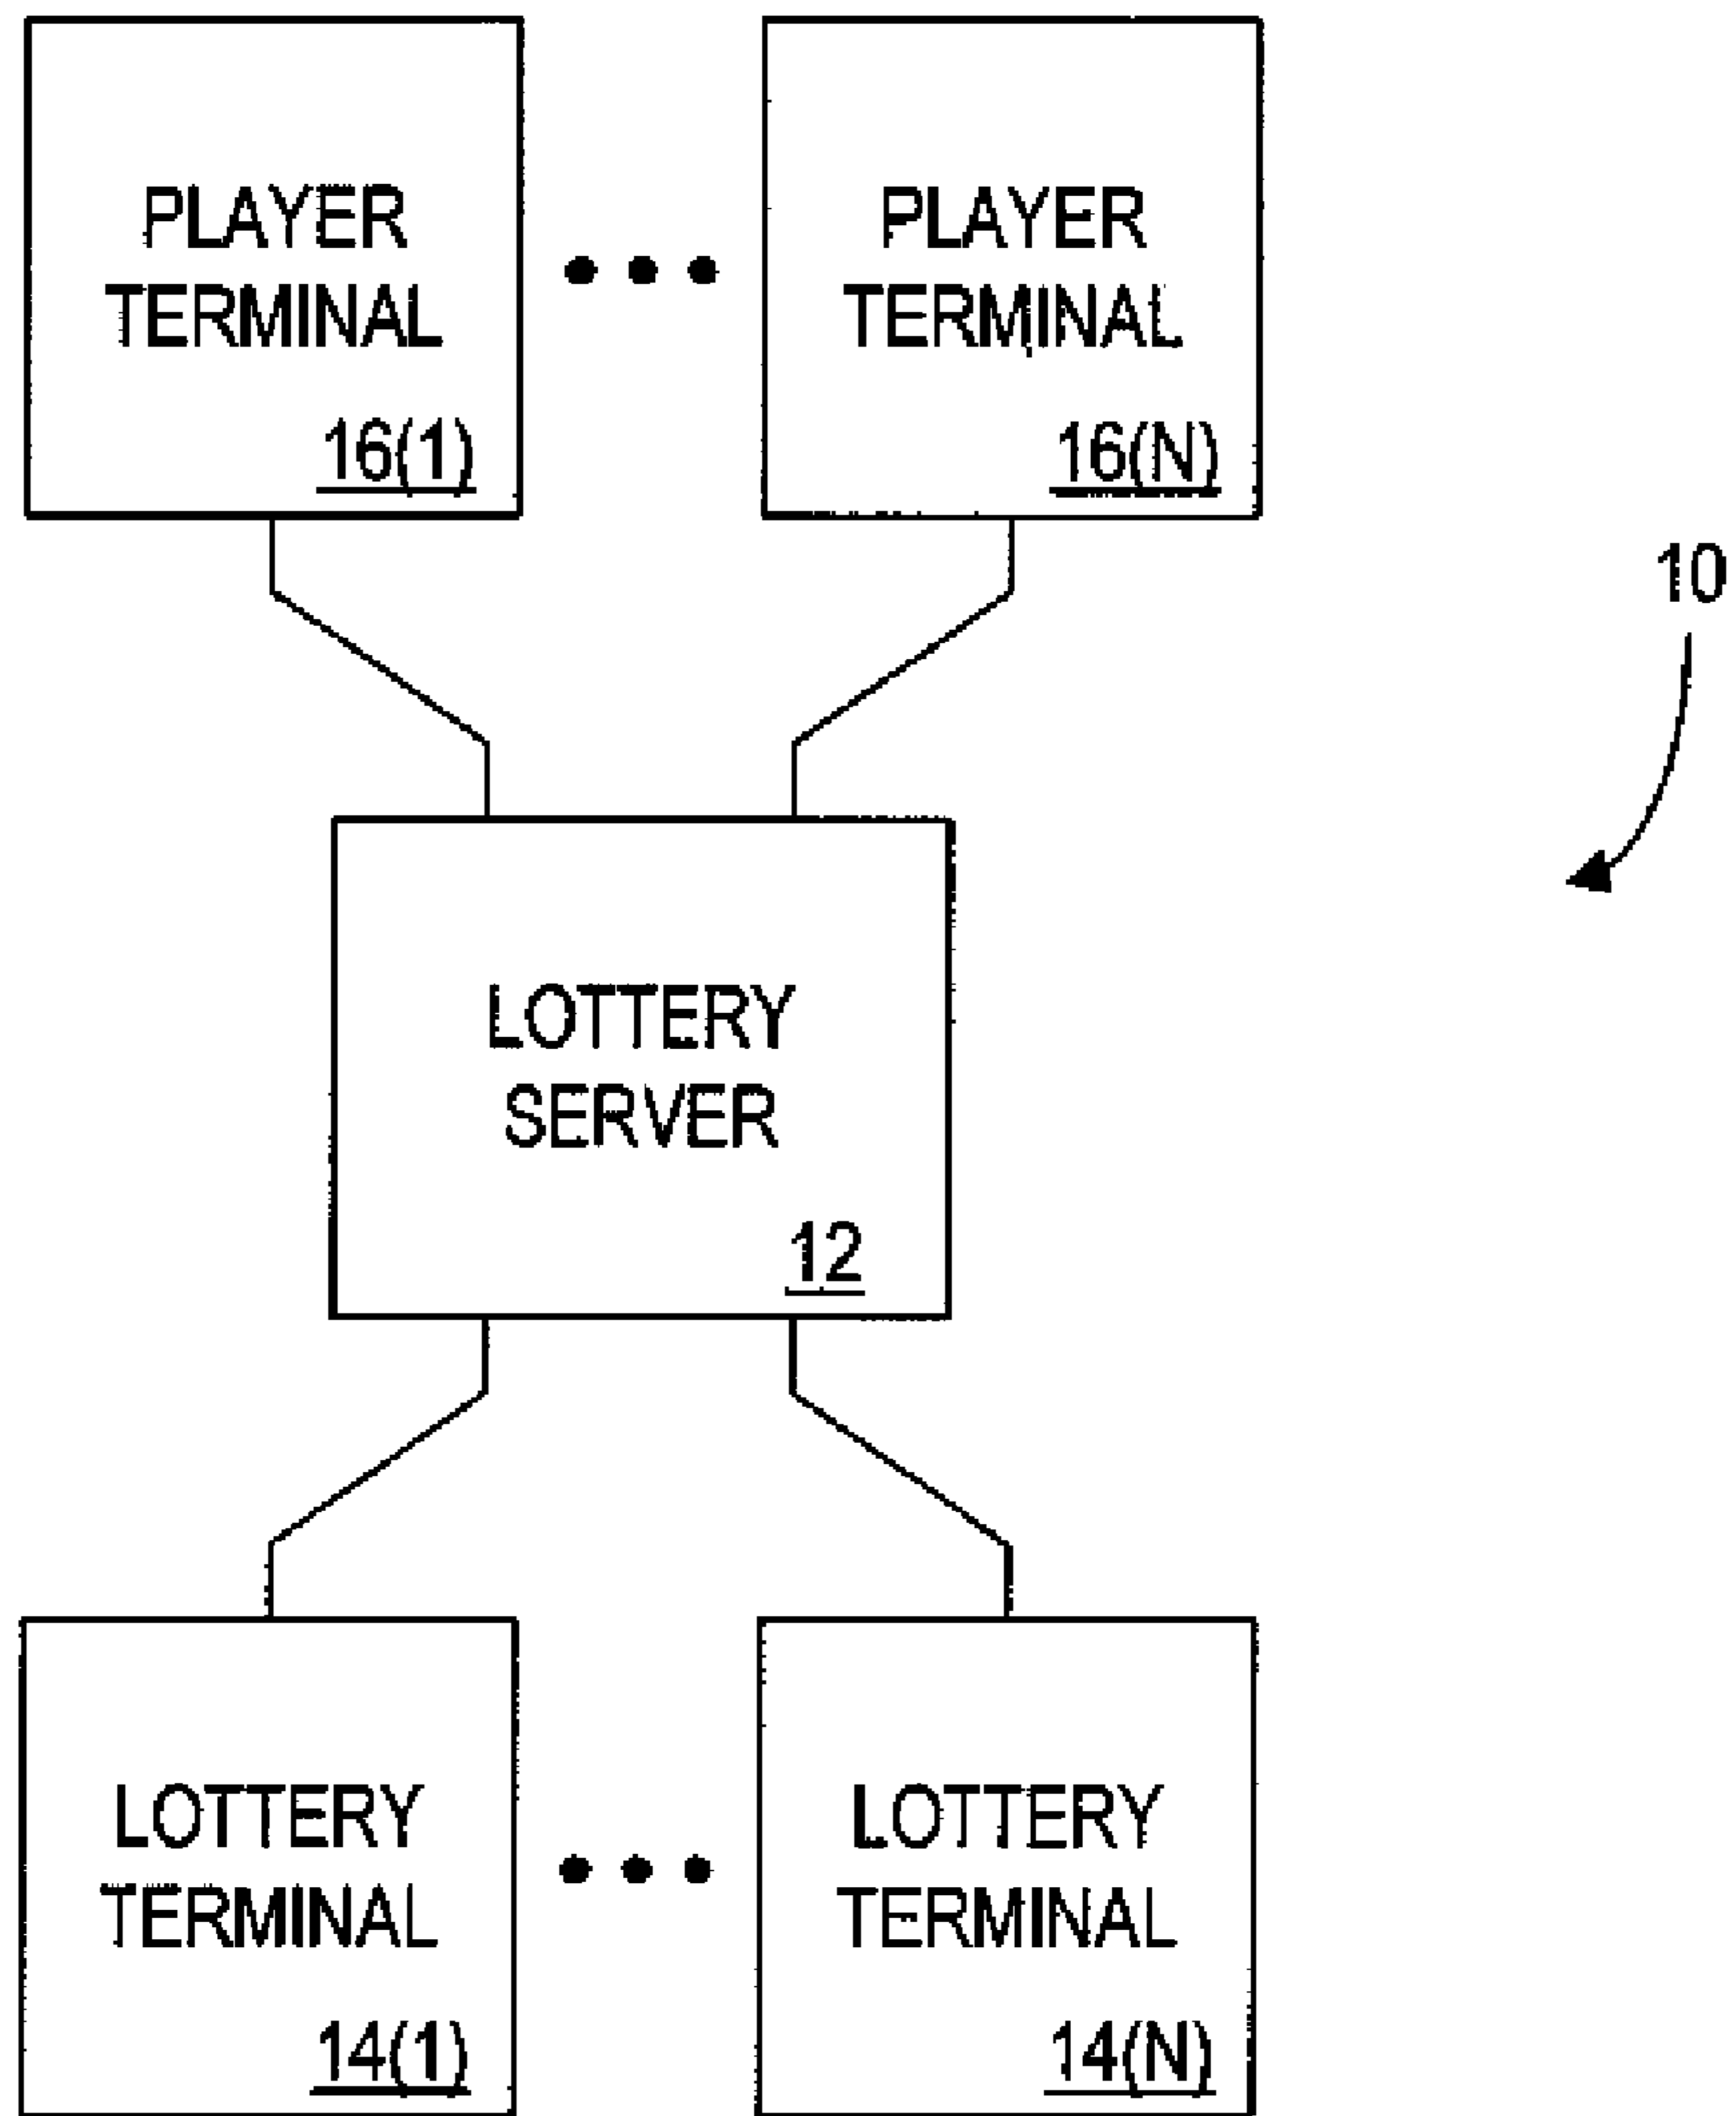 PLAYER
TERMINAL
16(1)
PLAYER
TERMINAL
16(N)
10
LOTTERY
SERVER
12
LOTTERY
TERMINAL
14(1)
LOTTERY
TERMINAL
14(N)